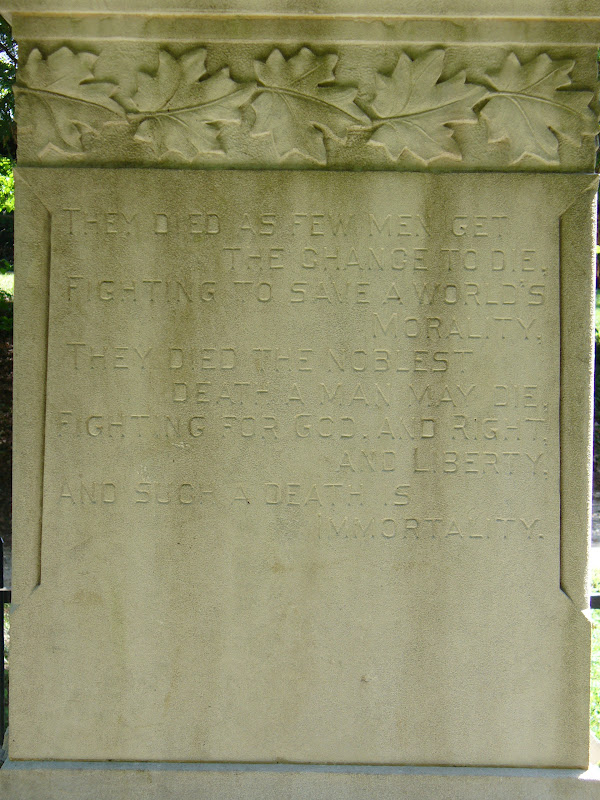 THEY DIED AS FEW MEN GET
THE CHANCE TO DIE,
FIGHTING TO SAVE A WORLD'S
MORALITY,
THEY DIED THE NOBLEST
DEATH A MAN MAY DIE,
FIGHTING FOR GOD, AND RIGHT,
AND LIBERTY,
AND SUCH A DEATH IS
IMMORTALITY.